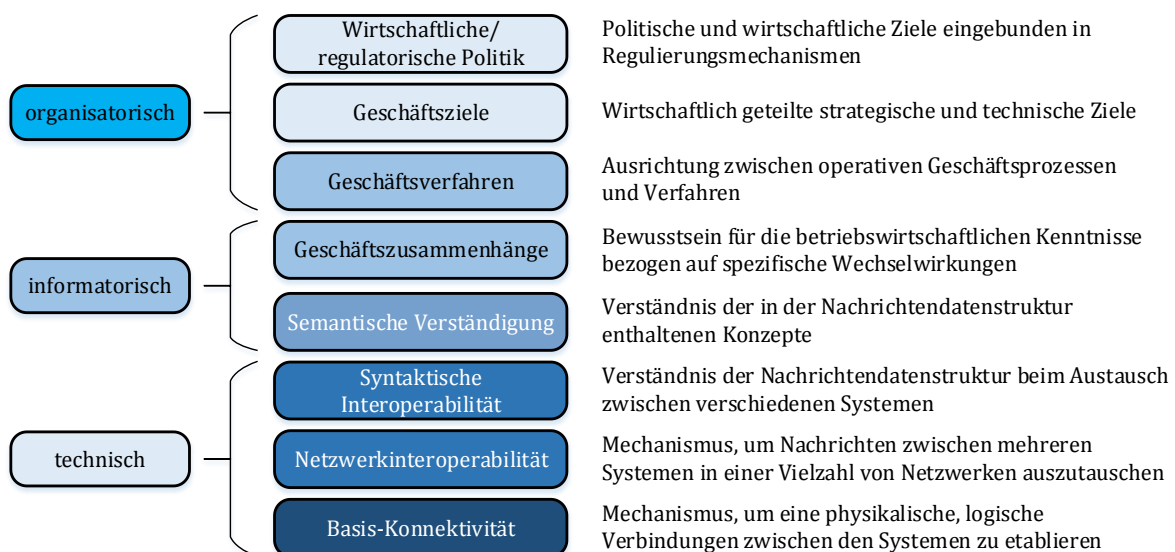 organisatorisch
Wirtschaftliche/
regulatorische Politik
Politische und wirtschaftliche Ziele eingebunden in
Regulierungsmechanismen
Geschäftsziele
Wirtschaftlich geteilte strategische und technische Ziele
Geschäftsverfahren
Ausrichtung zwischen operativen Geschäftsprozessen
und Verfahren
informatorisch
Geschäftszusammenhänge
Bewusstsein für die betriebswirtschaftlichen Kenntnisse
bezogen auf spezifische Wechselwirkungen
Semantische Verständigung
Verständnis der in der Nachrichtendatenstruktur
enthaltenen Konzepte
technisch
Syntaktische
Interoperabilität
Verständnis der Nachrichtendatenstruktur beim Austausch
zwischen verschiedenen Systemen
Netzwerkinteroperabilität
Mechanismus, um Nachrichten zwischen mehreren
Systemen in einer Vielzahl von Netzwerken auszutauschen
Basis-Konnektivität
Mechanismus, um eine physikalische, logische
Verbindungen zwischen den Systemen zu etablieren